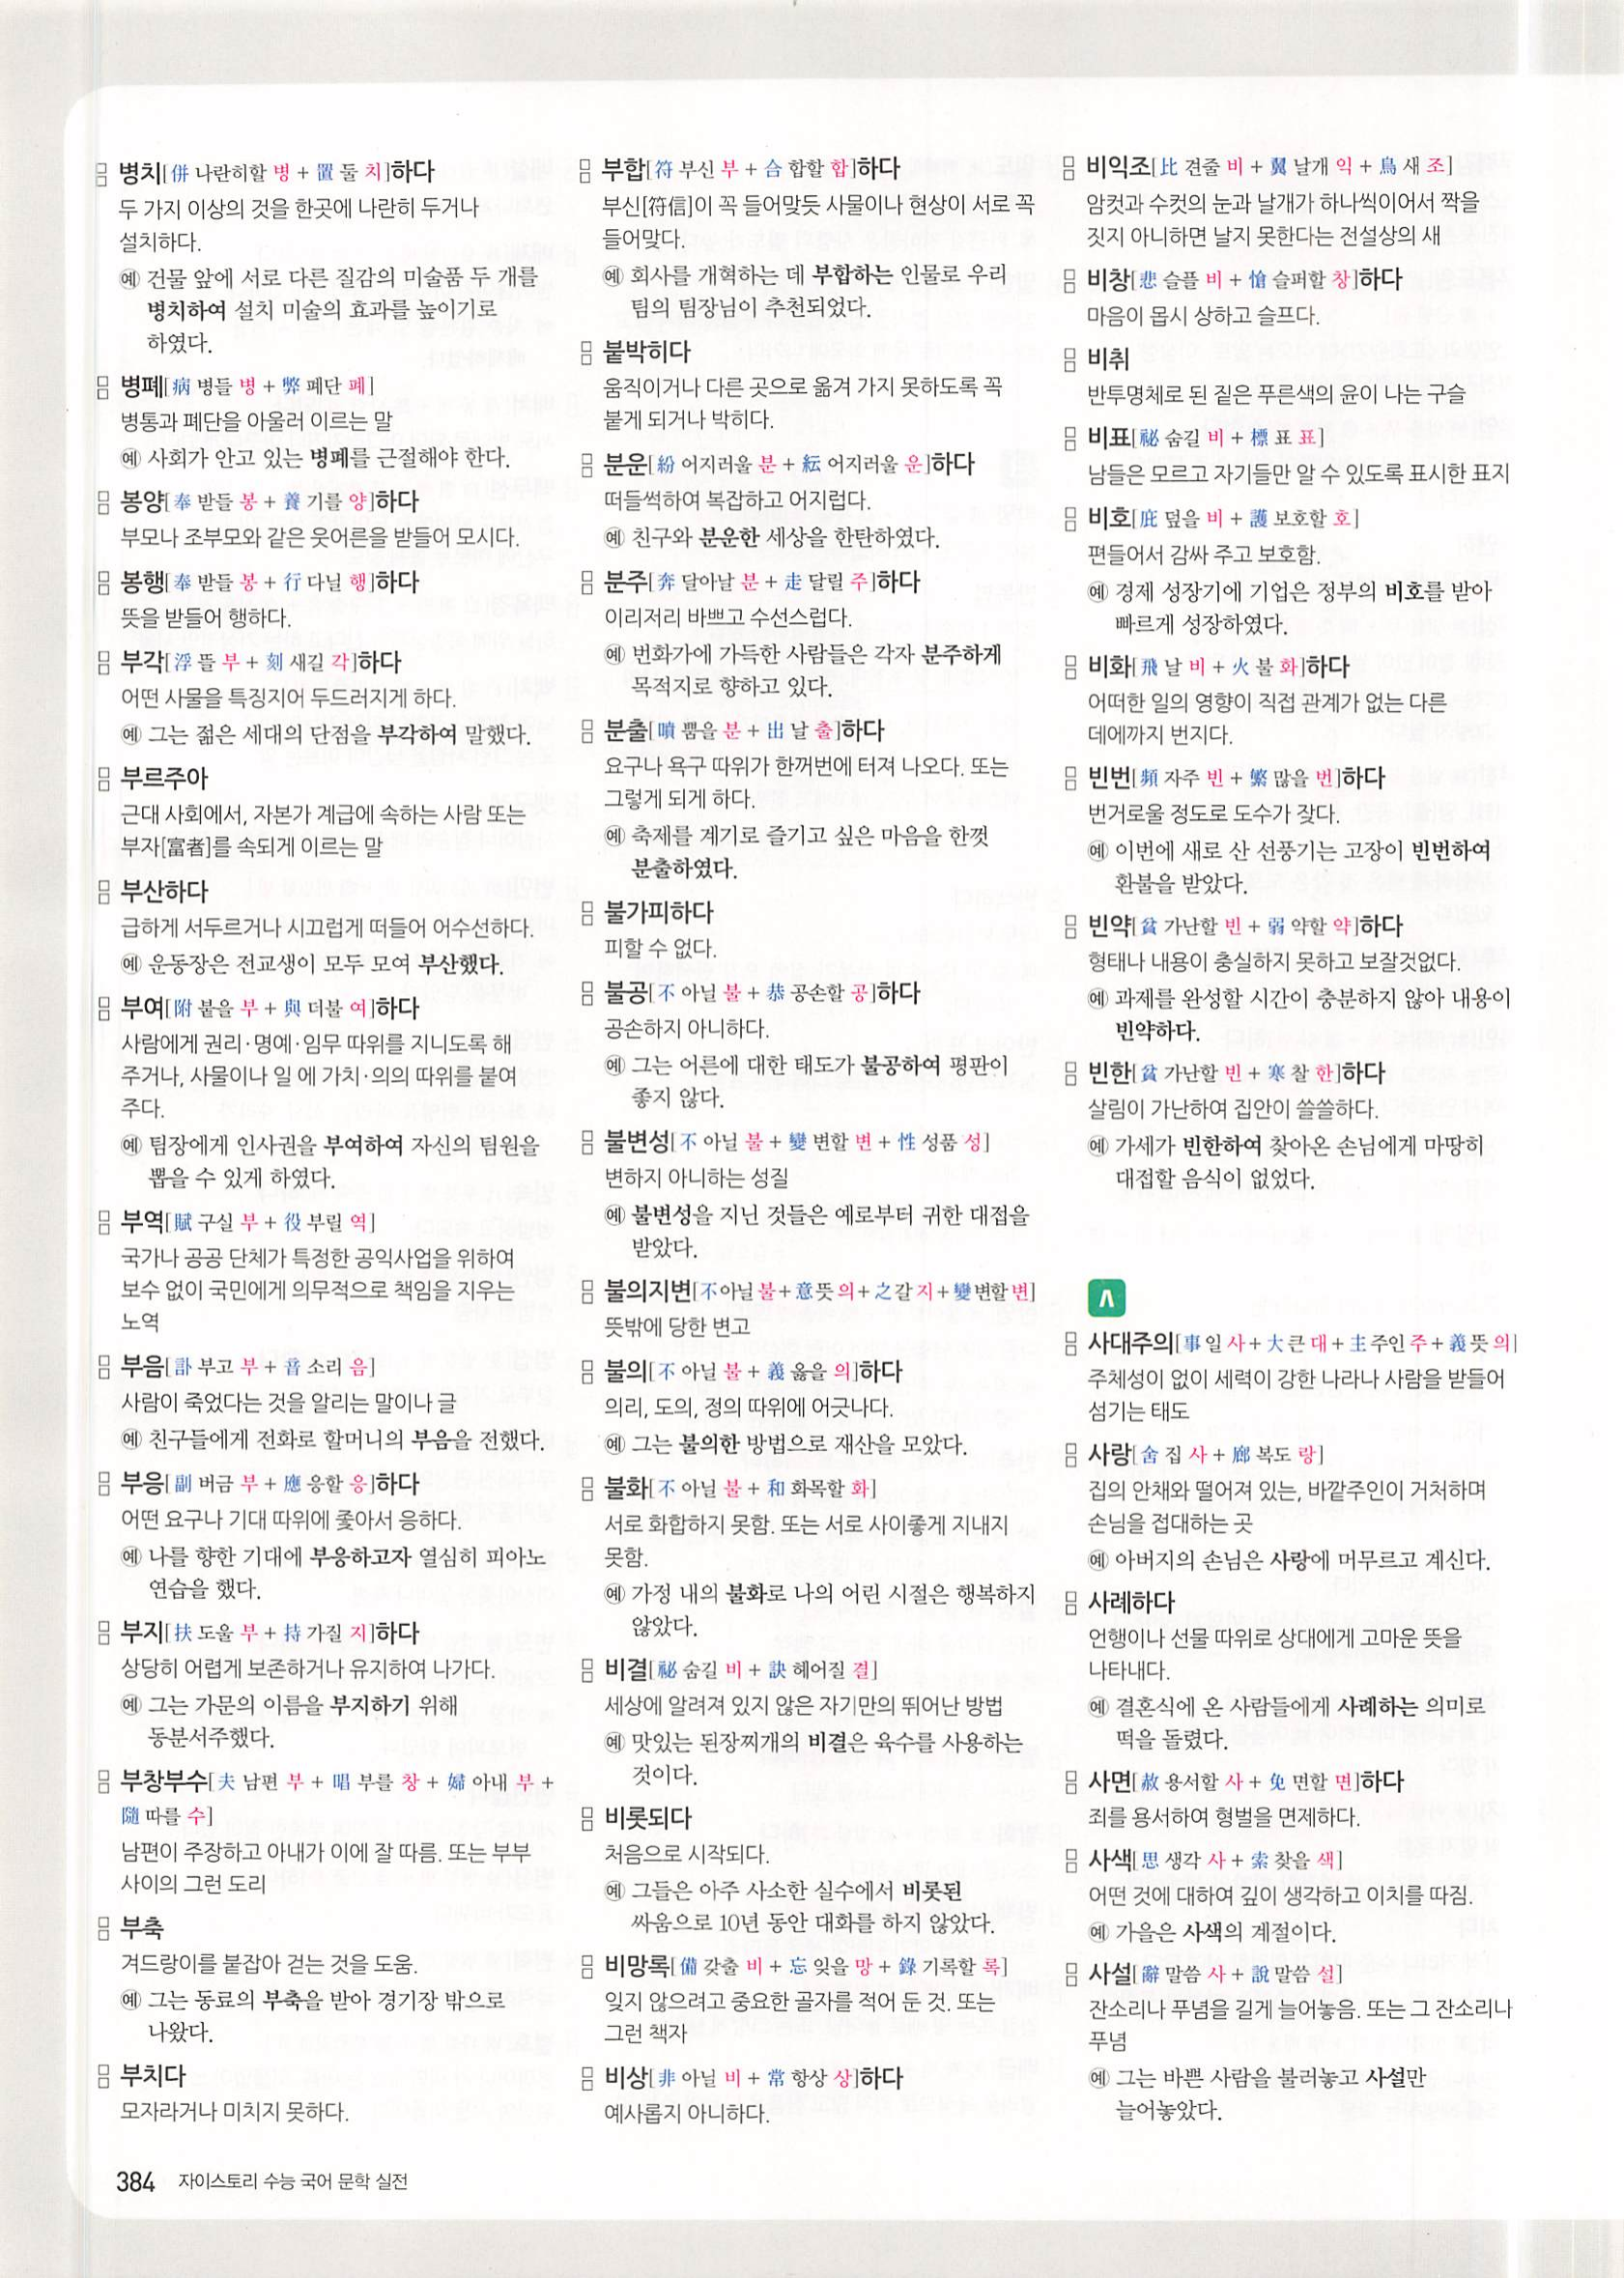 병치[倂 나란히할 병 + 置 둘 치]하다
두 가지 이상의 것을 한곳에 나란히 두거나
설치하다.
예 건물 앞에 서로 다른 질감의 미술품 두 개를
병치하여 설치 미술의 효과를 높이기로
하였다.
병폐[病 병들 병 + 弊 폐단 폐]
병통과 폐단을 아울러 이르는 말
예 사회가 안고 있는 병폐를 근절해야 한다.
봉양[奉 받들 봉 + 養 기를 양]하다
부모나 조부모와 같은 웃어른을 받들어 모시다.
봉행[奉 받들 봉 + 行 다닐 행]하다
뜻을 받들어 행하다.
부각[浮 뜰 부 + 刻 새길 각]하다
어떤 사물을 특징지어 두드러지게 하다.
예 그는 젊은 세대의 단점을 부각하여 말했다.
부르주아
근대 사회에서, 자본가 계급에 속하는 사람 또는
부자[富者]를 속되게 이르는 말
부산하다
급하게 서두르거나 시끄럽게 떠들어 어수선하다.
예 운동장은 전교생이 모두 모여 부산했다.
부여[附 붙을 부 + 與 더불 여]하다
사람에게 권리·명예·임무 따위를 지니도록 해
주거나, 사물이나 일 에 가치·의의 따위를 붙여
주다.
예 팀장에게 인사권을 부여하여 자신의 팀원을
뽑을 수 있게 하였다.
부역[賦 구실 부 + 役 부릴 역]
국가나 공공 단체가 특정한 공익사업을 위하여
보수 없이 국민에게 의무적으로 책임을 지우는
노역
부음[訃 부고 부 + 音 소리 음]
사람이 죽었다는 것을 알리는 말이나 글
예 친구들에게 전화로 할머니의 부음을 전했다.
부응[副 버금 부 + 應 응할 응]하다
어떤 요구나 기대 따위에 좇아서 응하다.
예 나를 향한 기대에 부응하고자 열심히 피아노
연습을 했다.
부지[扶 도울 부 + 持 가질 지]하다
상당히 어렵게 보존하거나 유지하여 나가다.
예 그는 가문의 이름을 부지하기 위해
동분서주했다.
부창부수[夫 남편 부 + 唱 부를 창 + 婦 아내 부 +
隨 따를 수]
남편이 주장하고 아내가 이에 잘 따름. 또는 부부
사이의 그런 도리
부축
겨드랑이를 붙잡아 걷는 것을 도움.
예 그는 동료의 부축을 받아 경기장 밖으로
나왔다.
부치다
모자라거나 미치지 못하다.
부합[符 부신 부 + 合 합할 합]하다
부신[符信]이 꼭 들어맞듯 사물이나 현상이 서로 꼭
들어맞다.
예 회사를 개혁하는 데 부합하는 인물로 우리
팀의 팀장님이 추천되었다.
붙박히다
움직이거나 다른 곳으로 옮겨 가지 못하도록 꼭
붙게 되거나 박히다.
분운[紛 어지러울 분 + 紜 어지러울 운]하다
떠들썩하여 복잡하고 어지럽다.
예 친구와 분운한 세상을 한탄하였다.
분주[奔 달아날 분 + 走 달릴 주]하다
이리저리 바쁘고 수선스럽다.
예 번화가에 가득한 사람들은 각자 분주하게
목적지로 향하고 있다.
분출[噴 뿜을 분 + 出 날 출]하다
요구나 욕구 따위가 한꺼번에 터져 나오다. 또는
그렇게 되게 하다.
예 축제를 계기로 즐기고 싶은 마음을 한껏
분출하였다.
불가피하다
피할 수 없다.
불공[不 아닐 불 + 恭 공손할 공]하다
공손하지 아니하다.
예 그는 어른에 대한 태도가 불공하여 평판이
좋지 않다.
불변성[不 아닐 불 + 變 변할 변 + 性 성품 성]
변하지 아니하는 성질
예 불변성을 지닌 것들은 예로부터 귀한 대접을
받았다.
불의지변[不 아닐 불 + 意 뜻 의 + 之 갈 지 + 變 변할 변]
뜻밖에 당한 변고
불의[不 아닐 불 + 義 옳을 의]하다
의리, 도의, 정의 따위에 어긋나다.
예 그는 불의한 방법으로 재산을 모았다.
불화[不 아닐 불 + 和 화목할 화]
서로 화합하지 못함. 또는 서로 사이좋게 지내지
못함.
예 가정 내의 불화로 나의 어린 시절은 행복하지
않았다.
비결[祕 숨길 비 + 訣 헤어질 결]
세상에 알려져 있지 않은 자기만의 뛰어난 방법
예 맛있는 된장찌개의 비결은 육수를 사용하는
것이다.
비롯되다
처음으로 시작되다.
예 그들은 아주 사소한 실수에서 비롯된
싸움으로 10년 동안 대화를 하지 않았다.
비망록[備 갖출 비 + 忘 잊을 망 + 錄 기록할 록]
잊지 않으려고 중요한 골자를 적어 둔 것. 또는
그런 책자
비상[非 아닐 비 + 常 항상 상]하다
예사롭지 아니하다.
비익조[比 견줄 비 + 翼 날개 익 + 鳥 새 조]
암컷과 수컷의 눈과 날개가 하나씩이어서 짝을
짓지 아니하면 날지 못한다는 전설상의 새
비창[悲 슬플 비 + 愴 슬퍼할 창]하다
마음이 몹시 상하고 슬프다.
비취
반투명체로 된 짙은 푸른색의 윤이 나는 구슬
비표[祕 숨길 비 + 標 표 표]
남들은 모르고 자기들만 알 수 있도록 표시한 표지
비호[庇 덮을 비 + 護 보호할 호]
편들어서 감싸 주고 보호함.
예 경제 성장기에 기업은 정부의 비호를 받아
빠르게 성장하였다.
비화[飛 날 비 + 火 불 화]하다
어떠한 일의 영향이 직접 관계가 없는 다른
데에까지 번지다.
빈번[頻 자주 빈 + 繁 많을 번]하다
번거로울 정도로 도수가 잦다.
예 이번에 새로 산 선풍기는 고장이 빈번하여
환불을 받았다.
빈약[貧 가난할 빈 + 弱 약할 약]하다
형태나 내용이 충실하지 못하고 보잘것없다.
예 과제를 완성할 시간이 충분하지 않아 내용이
빈약하다.
빈한[貧 가난할 빈 + 寒 찰 한]하다
살림이 가난하여 집안이 쓸쓸하다.
예 가세가 빈한하여 찾아온 손님에게 마땅히
대접할 음식이 없었다.
ㅅ
사대주의[事 일 사 + 大 큰 대 + 主 주인 주 + 義 뜻 의]
주체성이 없이 세력이 강한 나라나 사람을 받들어
섬기는 태도
사랑[舍 집 사 + 廊 복도 랑]
집의 안채와 떨어져 있는, 바깥주인이 거처하며
손님을 접대하는 곳
예 아버지의 손님은 사랑에 머무르고 계신다.
사례하다
언행이나 선물 따위로 상대에게 고마운 뜻을
나타내다.
예 결혼식에 온 사람들에게 사례하는 의미로
떡을 돌렸다.
사면[赦 용서할 사 + 免 면할 면]하다
죄를 용서하여 형벌을 면제하다.
사색[思 생각 사 + 索 찾을 색]
어떤 것에 대하여 깊이 생각하고 이치를 따짐.
예 가을은 사색의 계절이다.
사설[辭 말씀 사 + 說 말씀 설]
잔소리나 푸념을 길게 늘어놓음. 또는 그 잔소리나
푸념
예 그는 바쁜 사람을 불러놓고 사설만
늘어놓았다.
384 자이스토리 수능 국어 문학 실전